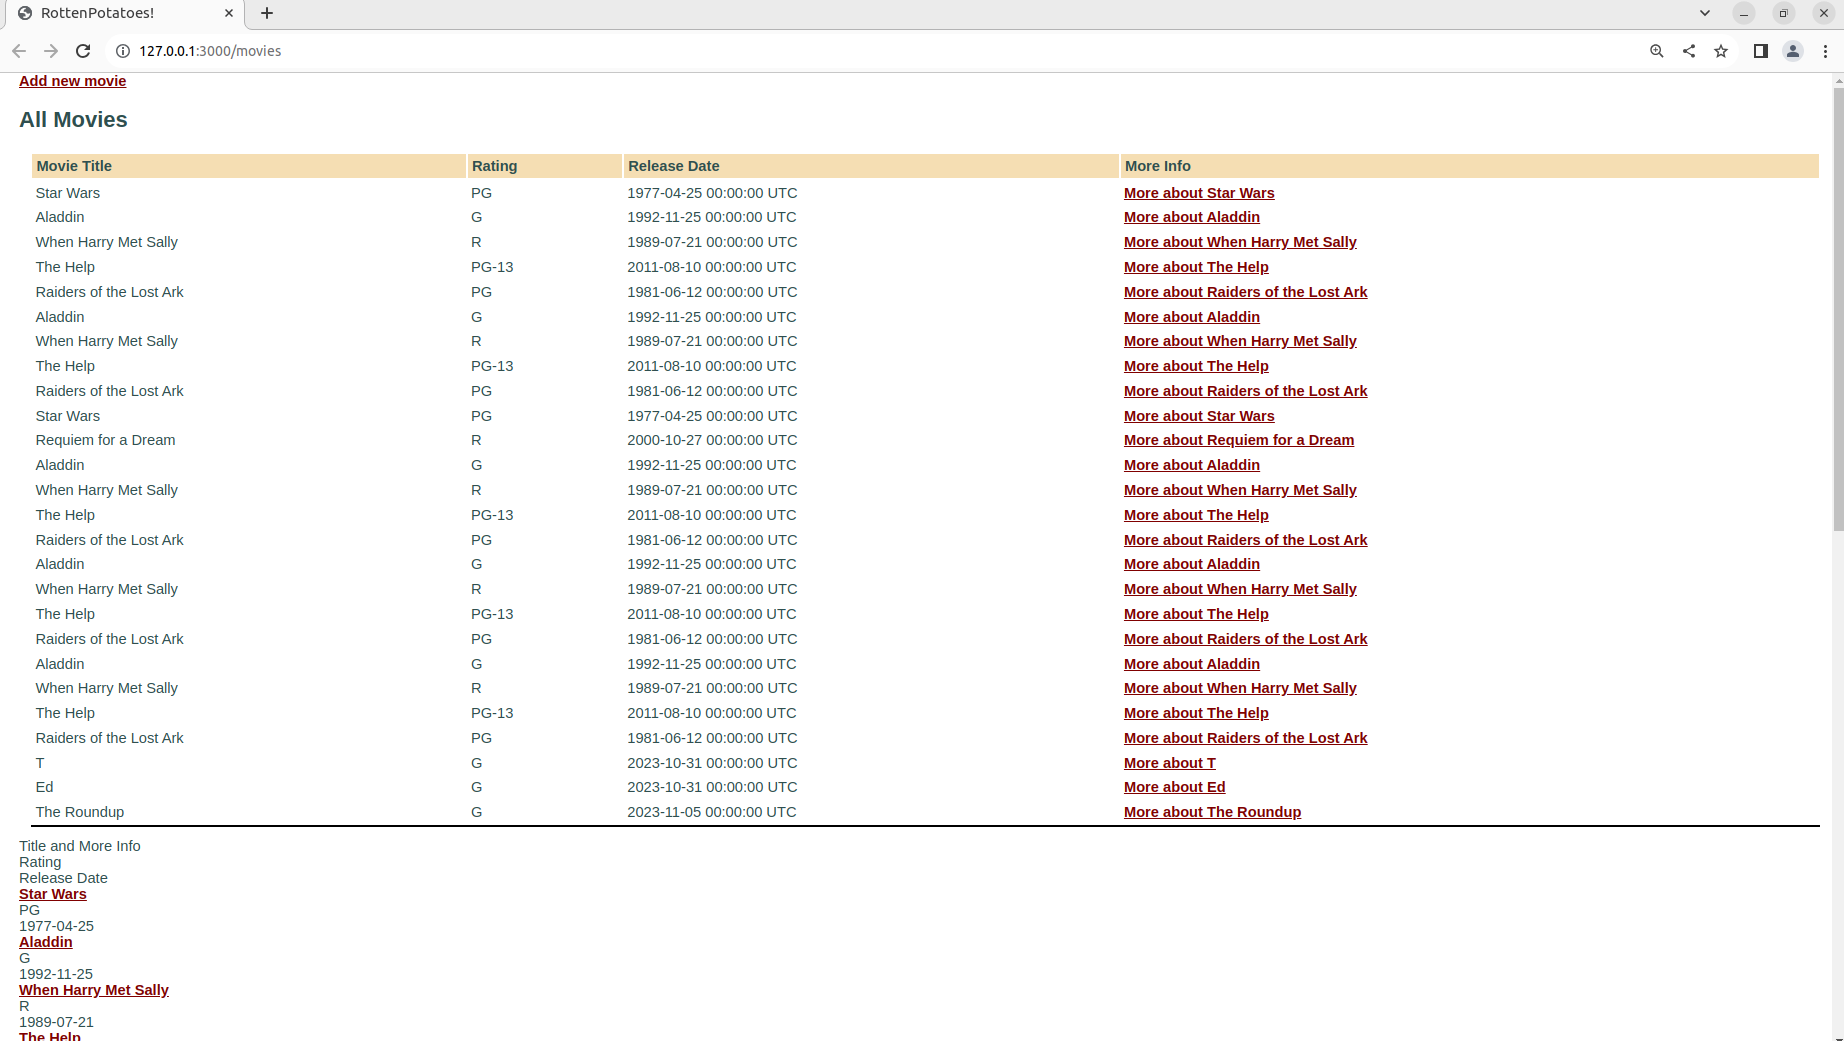 RottenPotatoes!
127.0.0.1:3000/movies
Add new movie
All Movies
Movie Title Rating Release Date More Info
Star Wars PG 1977-04-25 00:00:00 UTC More about Star Wars
Aladdin G 1992-11-25 00:00:00 UTC More about Aladdin
When Harry Met Sally R 1989-07-21 00:00:00 UTC More about When Harry Met Sally
The Help PG-13 2011-08-10 00:00:00 UTC More about The Help
Raiders of the Lost Ark PG 1981-06-12 00:00:00 UTC More about Raiders of the Lost Ark
Aladdin G 1992-11-25 00:00:00 UTC More about Aladdin
When Harry Met Sally R 1989-07-21 00:00:00 UTC More about When Harry Met Sally
The Help PG-13 2011-08-10 00:00:00 UTC More about The Help
Raiders of the Lost Ark PG 1981-06-12 00:00:00 UTC More about Raiders of the Lost Ark
Star Wars PG 1977-04-25 00:00:00 UTC More about Star Wars
Requiem for a Dream R 2000-10-27 00:00:00 UTC More about Requiem for a Dream
Aladdin G 1992-11-25 00:00:00 UTC More about Aladdin
When Harry Met Sally R 1989-07-21 00:00:00 UTC More about When Harry Met Sally
The Help PG-13 2011-08-10 00:00:00 UTC More about The Help
Raiders of the Lost Ark PG 1981-06-12 00:00:00 UTC More about Raiders of the Lost Ark
Aladdin G 1992-11-25 00:00:00 UTC More about Aladdin
When Harry Met Sally R 1989-07-21 00:00:00 UTC More about When Harry Met Sally
The Help PG-13 2011-08-10 00:00:00 UTC More about The Help
Raiders of the Lost Ark PG 1981-06-12 00:00:00 UTC More about Raiders of the Lost Ark
Aladdin G 1992-11-25 00:00:00 UTC More about Aladdin
When Harry Met Sally R 1989-07-21 00:00:00 UTC More about When Harry Met Sally
The Help PG-13 2011-08-10 00:00:00 UTC More about The Help
Raiders of the Lost Ark PG 1981-06-12 00:00:00 UTC More about Raiders of the Lost Ark
T G 2023-10-31 00:00:00 UTC More about T
Ed G 2023-10-31 00:00:00 UTC More about Ed
The Roundup G 2023-11-05 00:00:00 UTC More about The Roundup
Title and More Info
Rating
Release Date
Star Wars
PG
1977-04-25
Aladdin
G
1992-11-25
When Harry Met Sally
R
1989-07-21
The Help